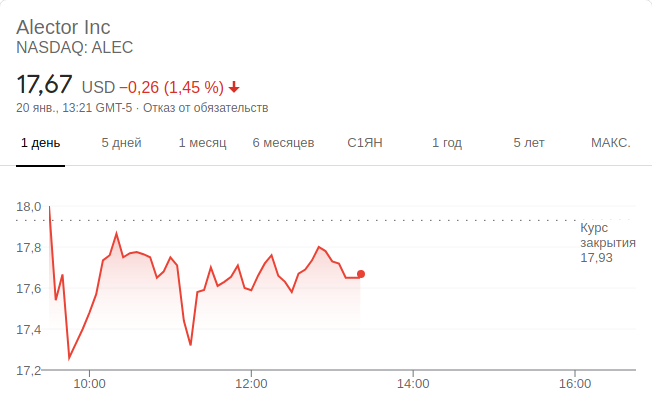 Alector Inc
NASDAQ: ALEC
17,67 USD −0,26 (1,45 %)
20 янв., 13:21 GMT-5 · Отказ от обязательств
1 день 5 дней 1 месяц 6 месяцев С1ЯН 1 год 5 лет МАКС.
18,0
Курс
закрытия
17,93
17,8
17,6
17,4
17,2
10:00 12:00 14:00 16:00